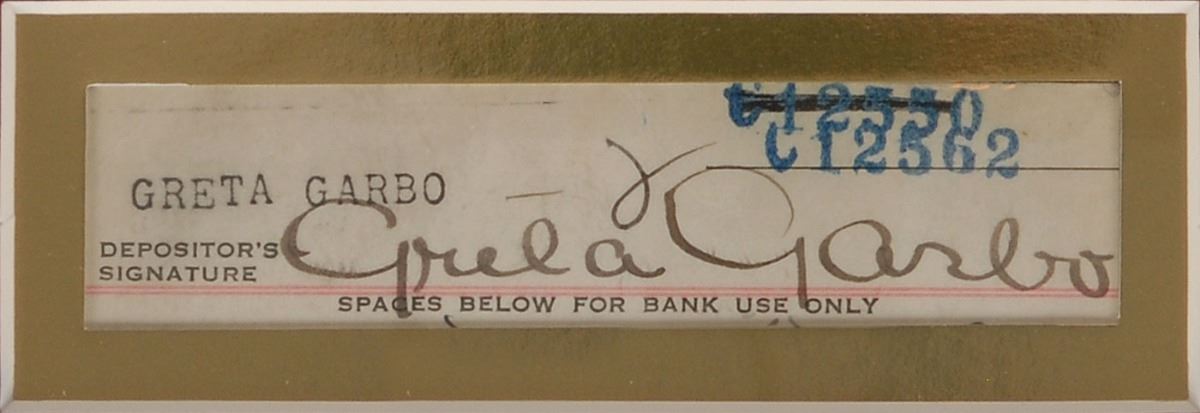 C12550
C12562
GRETA GARBO
Greta Garbo
DEPOSITOR'S
SIGNATURE
SPACES BELOW FOR BANK USE ONLY